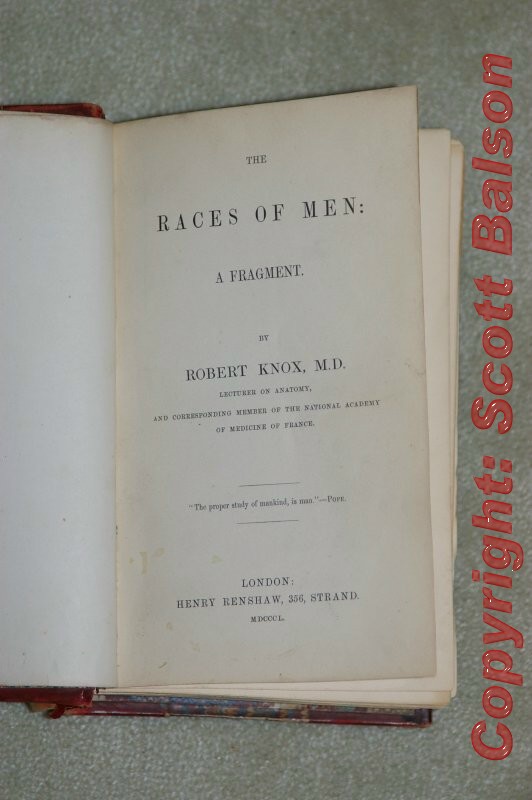 THE
RACES OF MEN:
A FRAGMENT.
BY
ROBERT KNOX, M.D.
LECTURER ON ANATOMY,
AND CORRESPONDING MEMBER OF THE NATIONAL ACADEMY
OF MEDICINE OF FRANCE.
"The proper study of mankind, is man."—POPE.
LONDON:
HENRY RENSHAW, 356, STRAND.
MDCCCL.
Copyright: Scott Balson